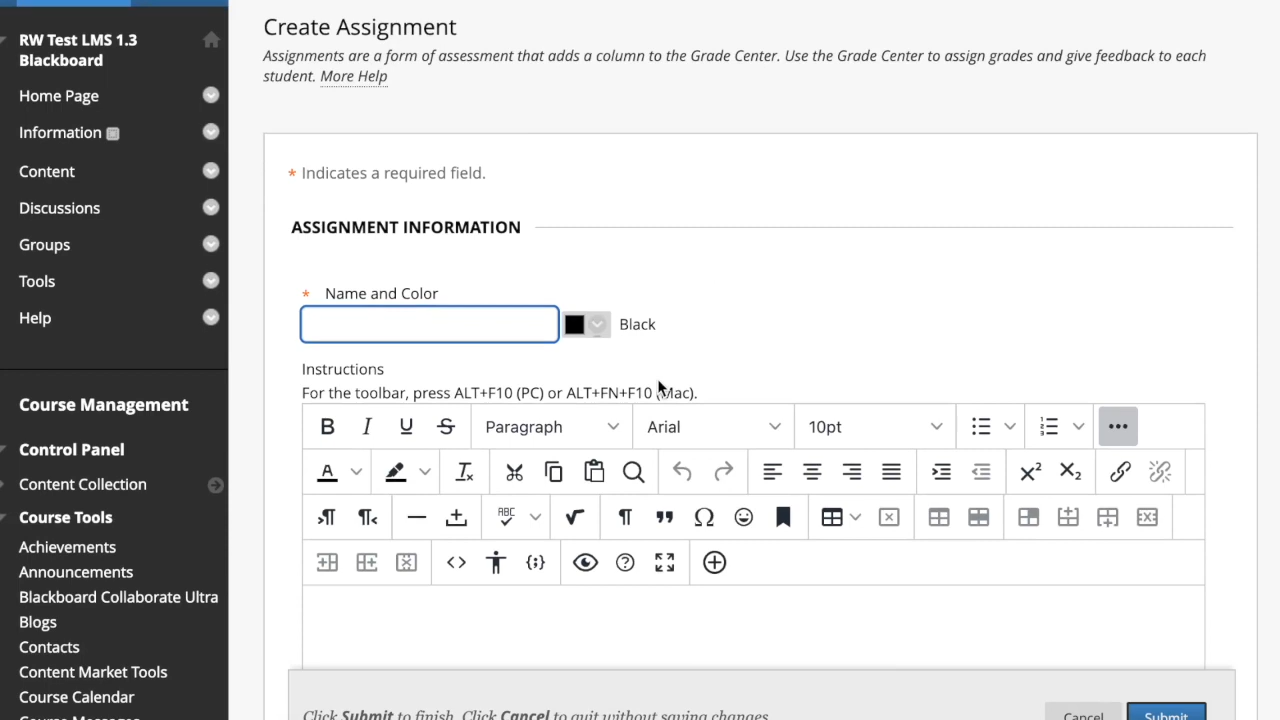 RW Test LMS 1.3
Blackboard
Home Page
Information
Content
Discussions
Groups
Tools
Help
Course Management
Control Panel
Content Collection
Course Tools
Achievements
Announcements
Blackboard Collaborate Ultra
Blogs
Contacts
Content Market Tools
Course Calendar
Course Messages
Create Assignment
Assignments are a form of assessment that adds a column to the Grade Center. Use the Grade Center to assign grades and give feedback to each
student. More Help
* Indicates a required field.
ASSIGNMENT INFORMATION
* Name and Color
Black
Instructions
For the toolbar, press ALT+F10 (PC) or ALT+FN+F10 (Mac).
B I U S Paragraph Arial 10pt
A
ABC
Click Submit to finish. Click Cancel to quit without saving changes.
Cancel Submit